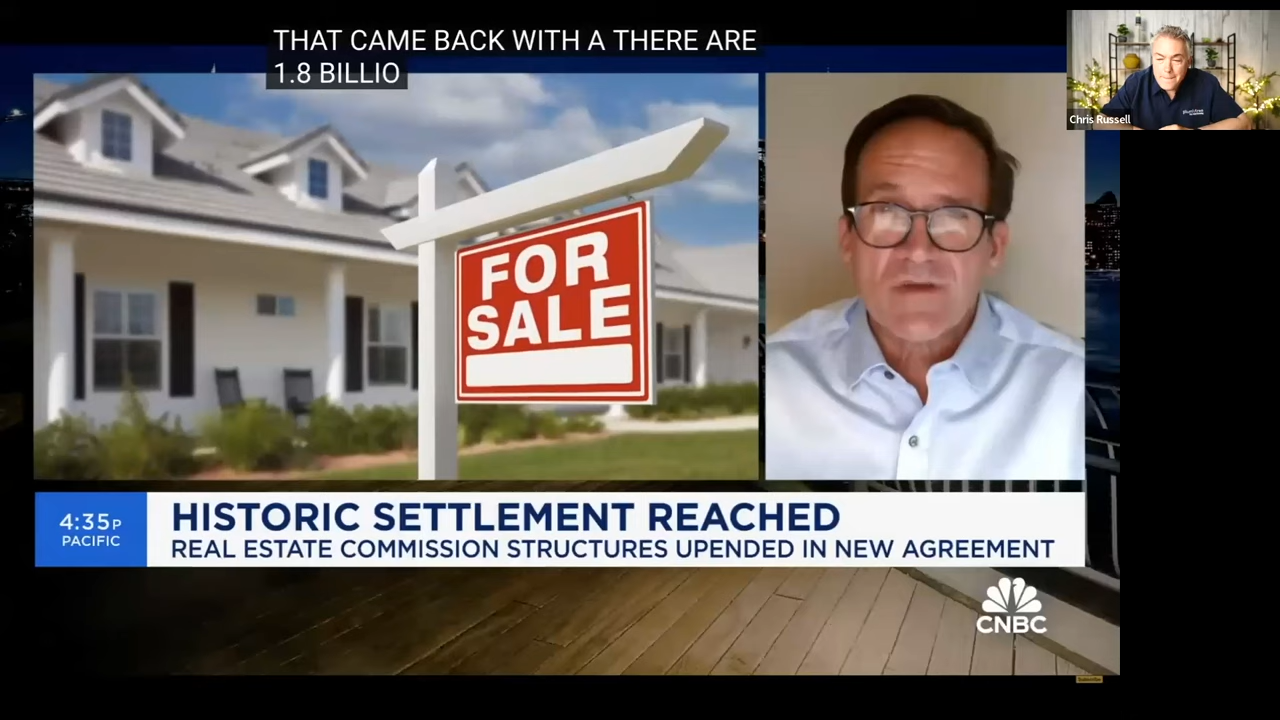 THAT CAME BACK WITH A THERE ARE
1.8 BILLIO
Chris Russell
FOR
SALE
4:35P
PACIFIC
HISTORIC SETTLEMENT REACHED
REAL ESTATE COMMISSION STRUCTURES UPENDED IN NEW AGREEMENT
CNBC